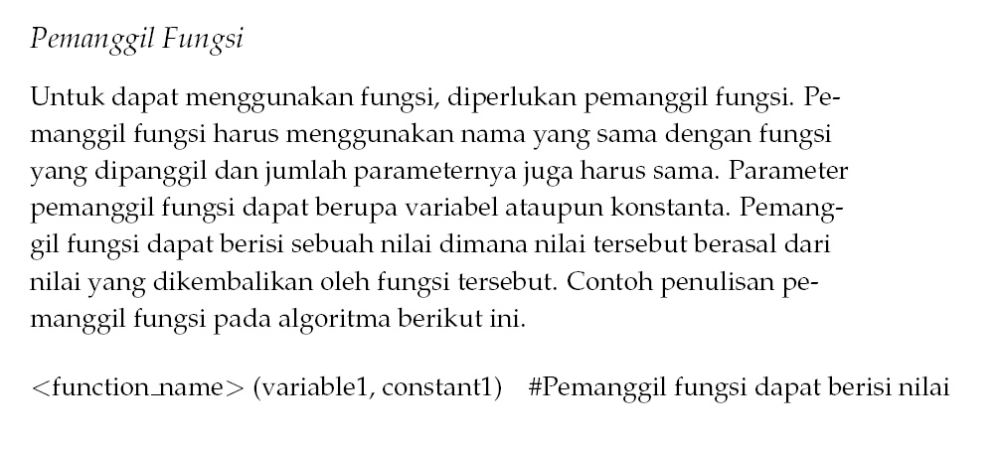 Pemanggil Fungsi
Untuk dapat menggunakan fungsi, diperlukan pemanggil fungsi. Pe-
manggil fungsi harus menggunakan nama yang sama dengan fungsi
yang dipanggil dan jumlah parameternya juga harus sama. Parameter
pemanggil fungsi dapat berupa variabel ataupun konstanta. Pemang-
gil fungsi dapat berisi sebuah nilai dimana nilai tersebut berasal dari
nilai yang dikembalikan oleh fungsi tersebut. Contoh penulisan pe-
manggil fungsi pada algoritma berikut ini.
<function_name> (variable1, constant1) #Pemanggil fungsi dapat berisi nilai